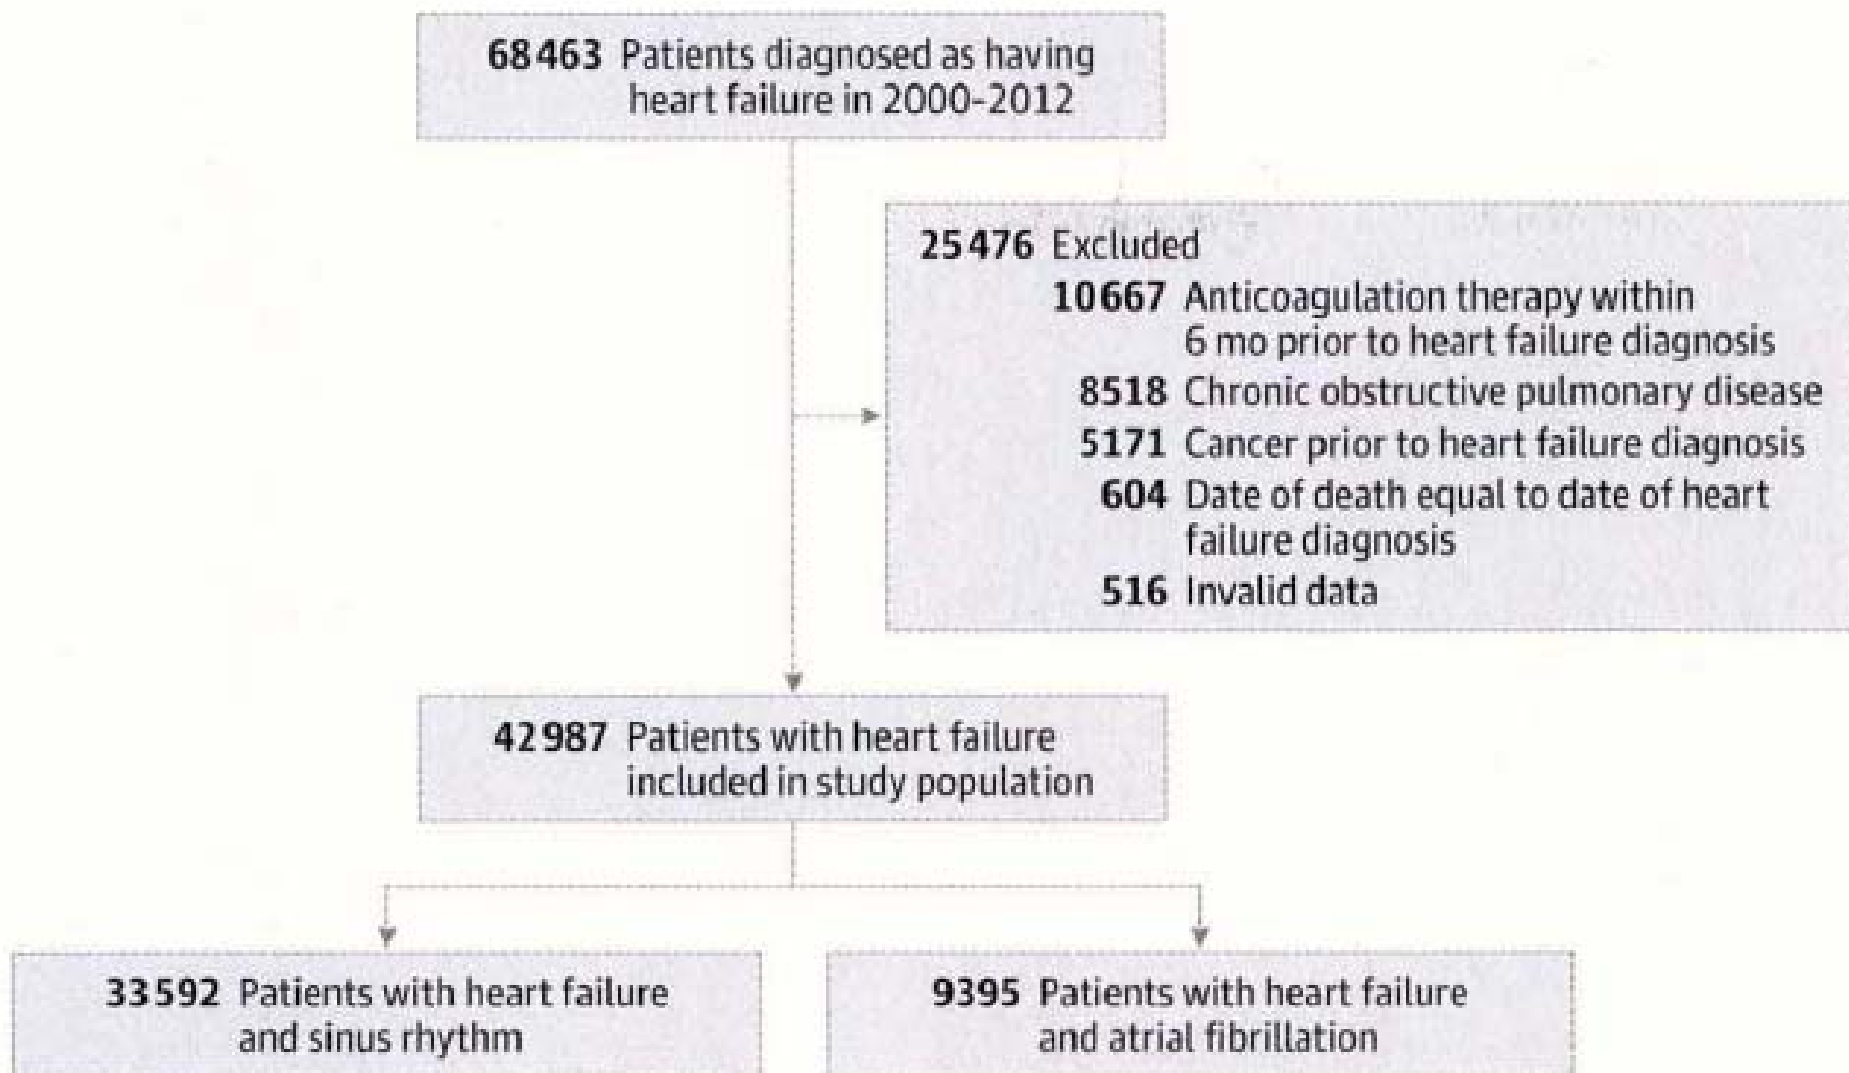 68463 Patients diagnosed as having
heart failure in 2000-2012
25476 Excluded
10667 Anticoagulation therapy within
6 mo prior to heart failure diagnosis
8518 Chronic obstructive pulmonary disease
5171 Cancer prior to heart failure diagnosis
604 Date of death equal to date of heart
failure diagnosis
516 Invalid data
42987 Patients with heart failure
included in study population
33592 Patients with heart failure
and sinus rhythm
9395 Patients with heart failure
and atrial fibrillation